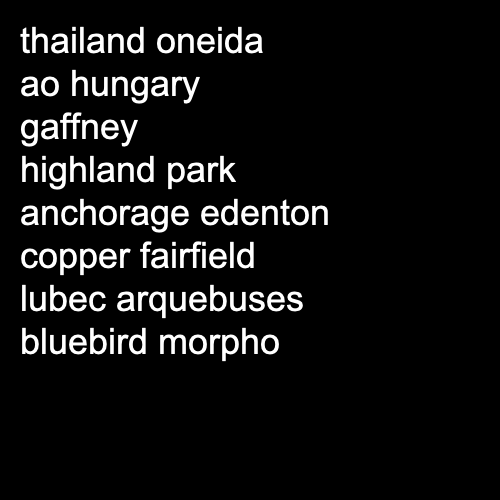 thailand oneida
ao hungary
gaffney
highland park
anchorage edenton
copper fairfield
lubec arquebuses
bluebird morpho